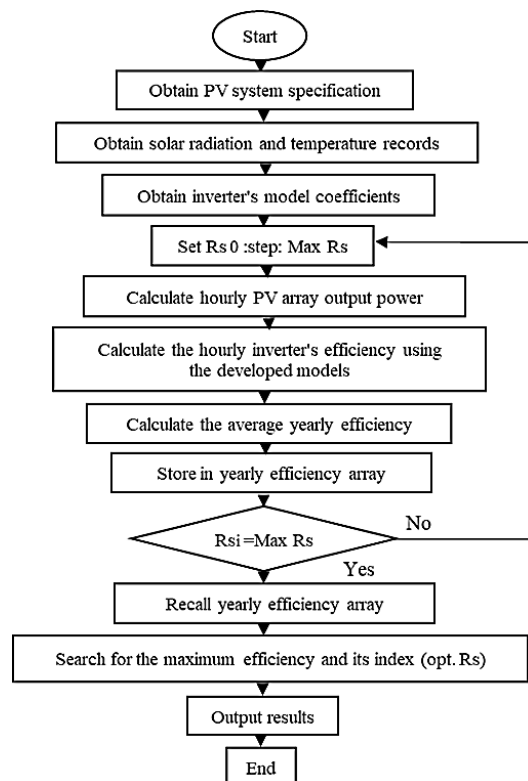 Start
Obtain PV system specification
Obtain solar radiation and temperature records
Obtain inverter's model coefficients
Set Rs 0 :step: Max Rs
Calculate hourly PV array output power
Calculate the hourly inverter's efficiency using
the developed models
Calculate the average yearly efficiency
Store in yearly efficiency array
Rsi =Max Rs
No
Yes
Recall yearly efficiency array
Search for the maximum efficiency and its index (opt. Rs)
Output results
End